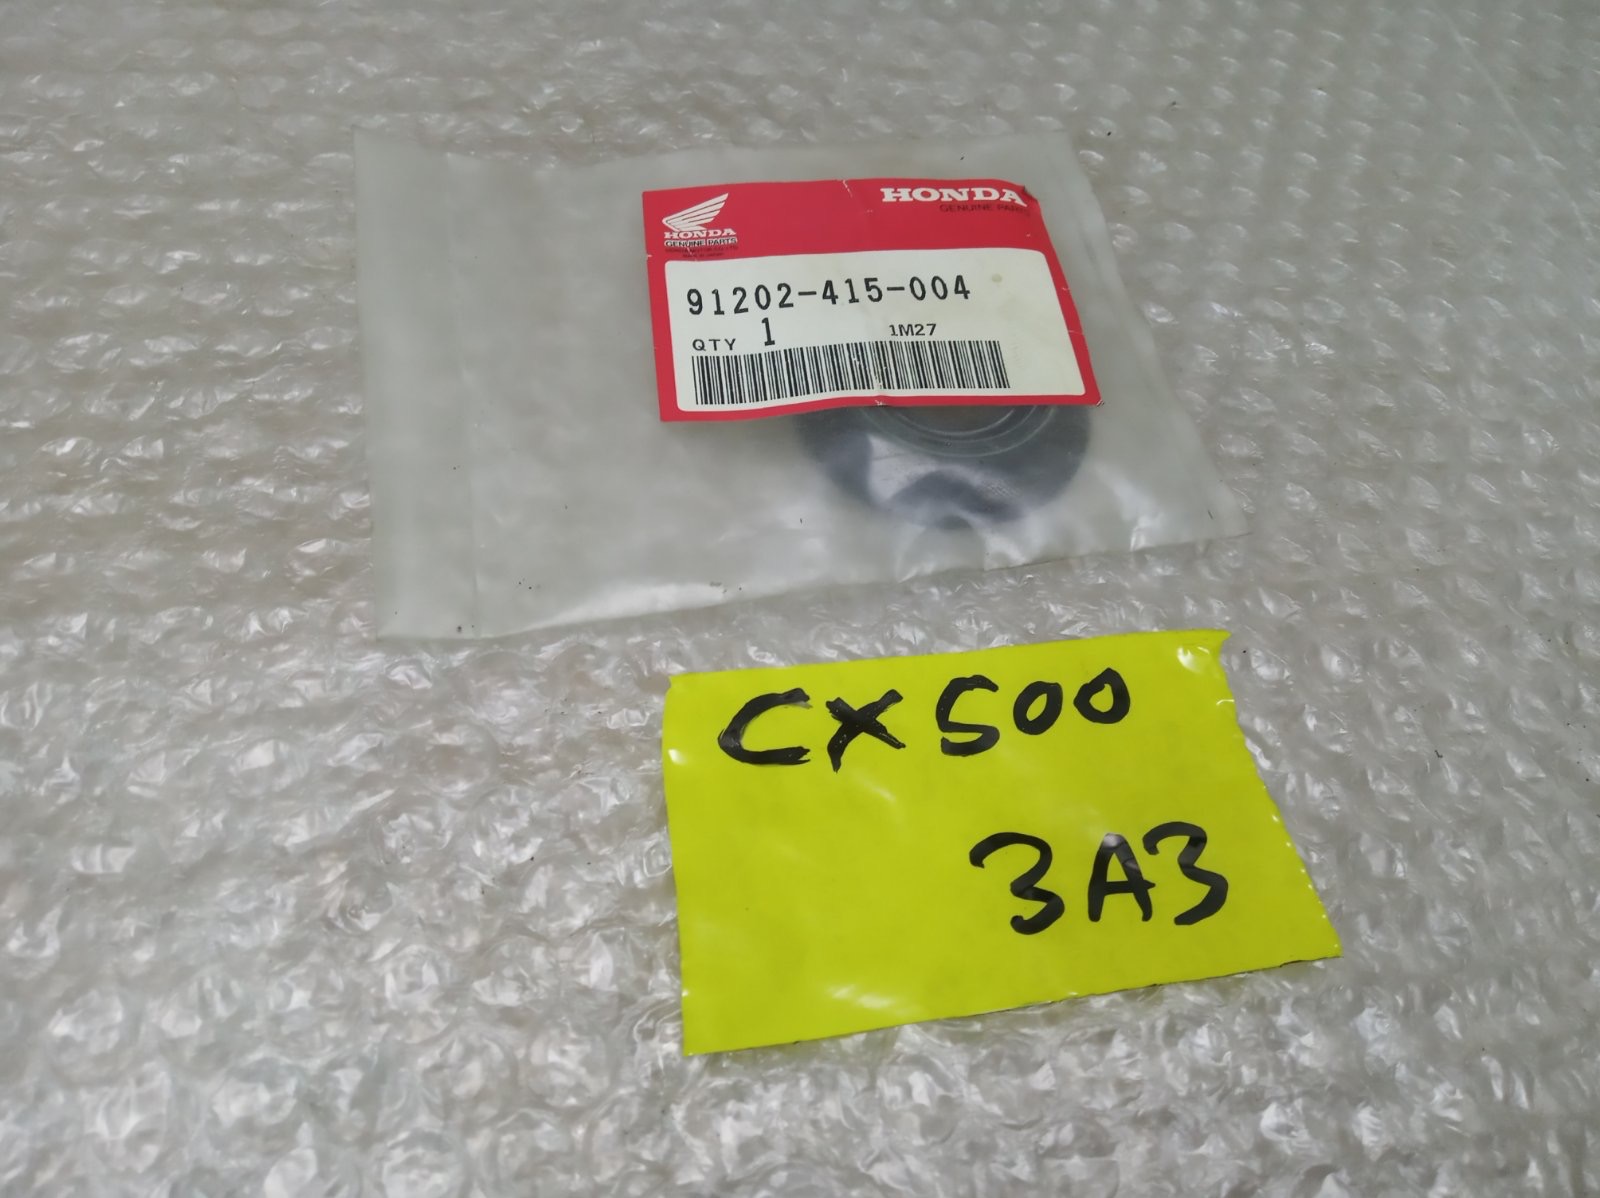 HONDA
GENUINE PARTS
HONDA
GENUINE PARTS
91202-415-004
QTY 1 1M27
CX500
3A3